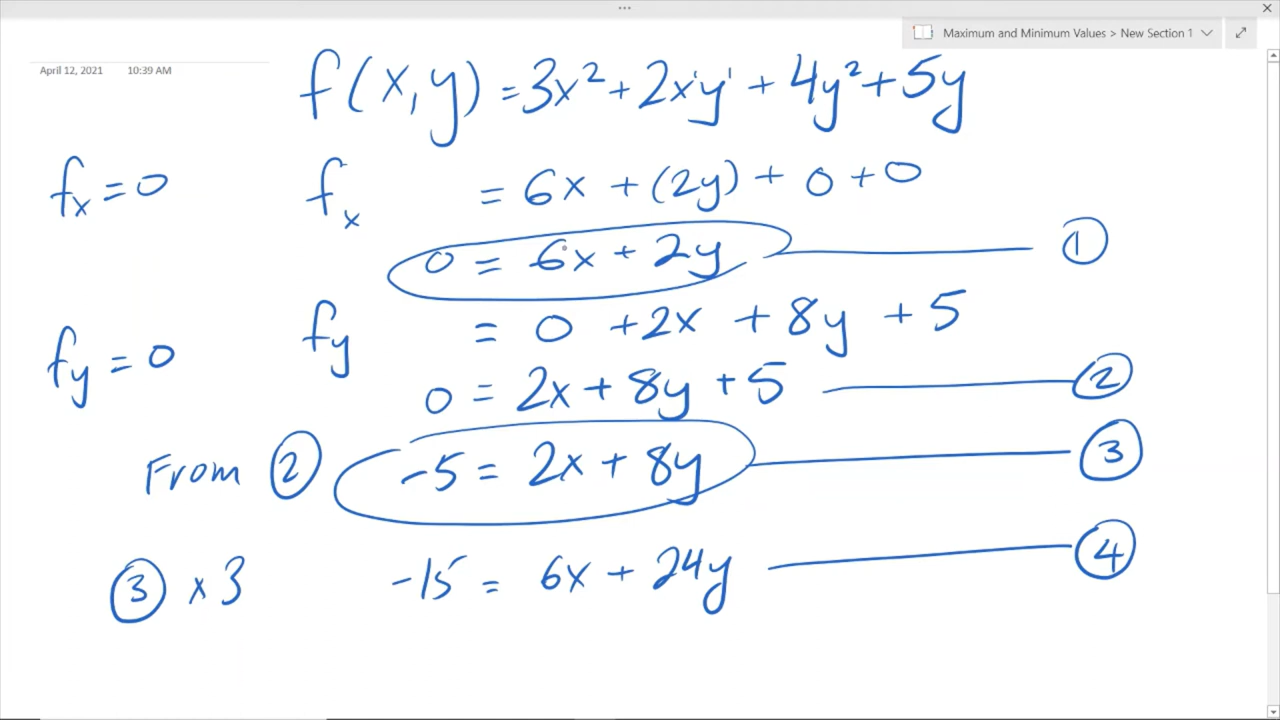 Maximum and Minimum Values > New Section 1
April 12, 2021 10:39 AM
f(x,y) = 3x² + 2x¹y¹ + 4y² + 5y
fx = 0 fx = 6x + (2y) + 0 + 0
0 = 6x + 2y ①
fy = 0 + 2x + 8y + 5
fy = 0
0 = 2x + 8y + 5 ②
From ② -5 = 2x + 8y ③
③ x 3 -15 = 6x + 24y ④